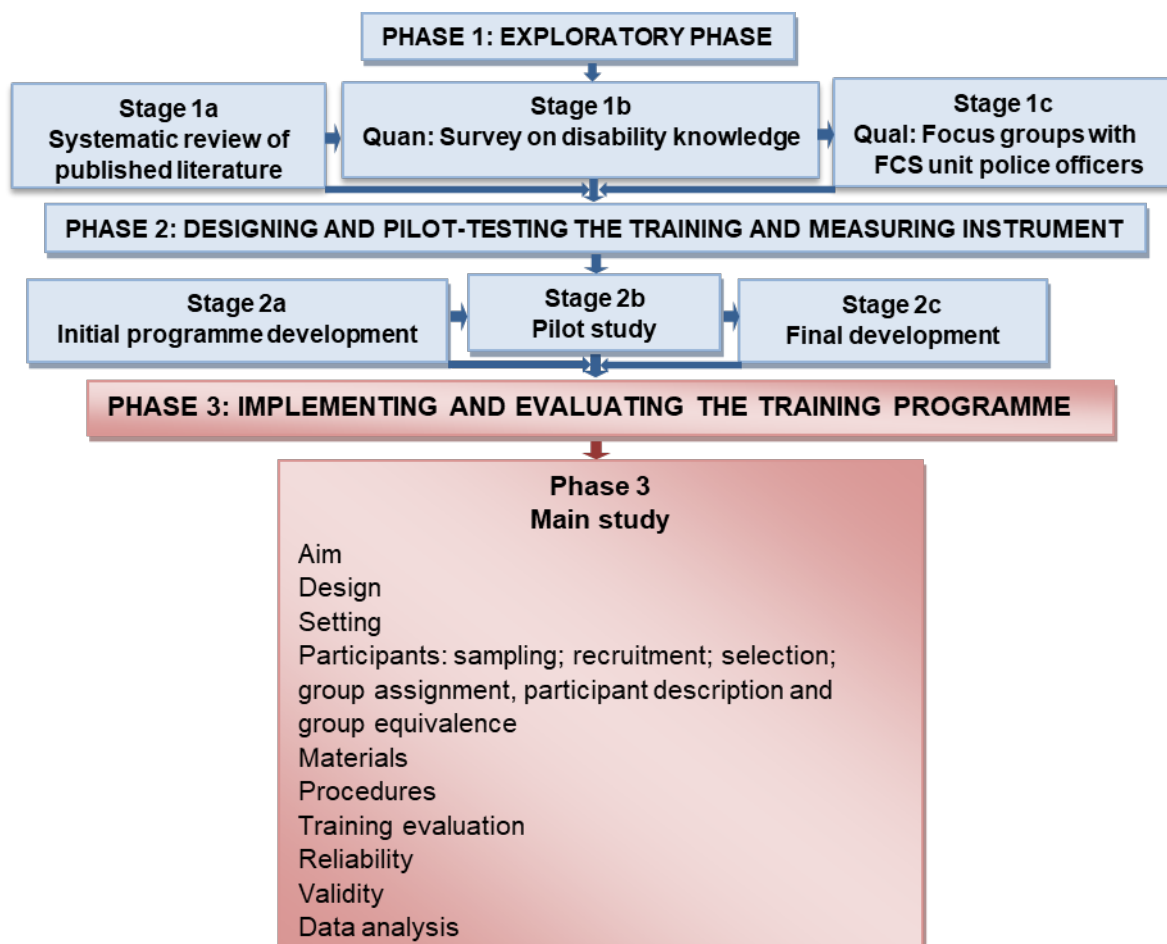 PHASE 1: EXPLORATORY PHASE
Stage 1a
Systematic review of
published literature
Stage 1b
Quan: Survey on disability knowledge
Stage 1c
Qual: Focus groups with
FCS unit police officers
PHASE 2: DESIGNING AND PILOT-TESTING THE TRAINING AND MEASURING INSTRUMENT
Stage 2a
Initial programme development
Stage 2b
Pilot study
Stage 2c
Final development
PHASE 3: IMPLEMENTING AND EVALUATING THE TRAINING PROGRAMME
Phase 3
Main study
Aim
Design
Setting
Participants: sampling; recruitment; selection;
group assignment, participant description and
group equivalence
Materials
Procedures
Training evaluation
Reliability
Validity
Data analysis